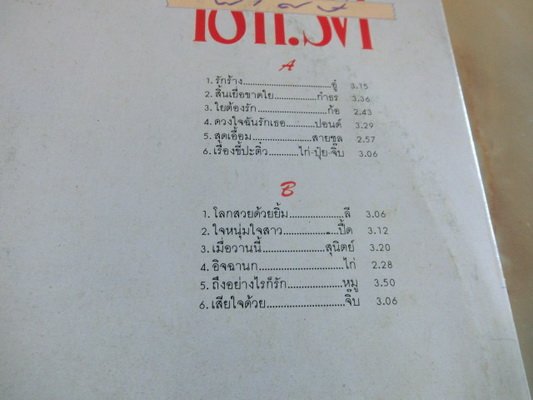 A
1. รักร้าง....................อู๋ 3.15
2. สิ้นเยื่อขาดใย............กำธร 3.36
3. ใยต้องรัก....................ก้อ 2.43
4. ดวงใจฉันรักเธอ........ปอนด์ 3.29
5. สุดเอื้อม................สายชล 2.57
6. เรื่องขี้ปะติ๋ว.........ไก่-ปุ้ย-จิ๊บ 3.06
B
1. โลกสวยด้วยยิ้ม..................ลี 3.06
2. ใจหนุ่มใจสาว..................ปิ๊ด 3.12
3. เมื่อวานนี้...................สุนิตย์ 3.20
4. อิจฉานก.........................ไก่ 2.28
5. ถึงอย่างไรก็รัก................หมู 3.50
6. เสียใจด้วย.......................จิ๊บ 3.06